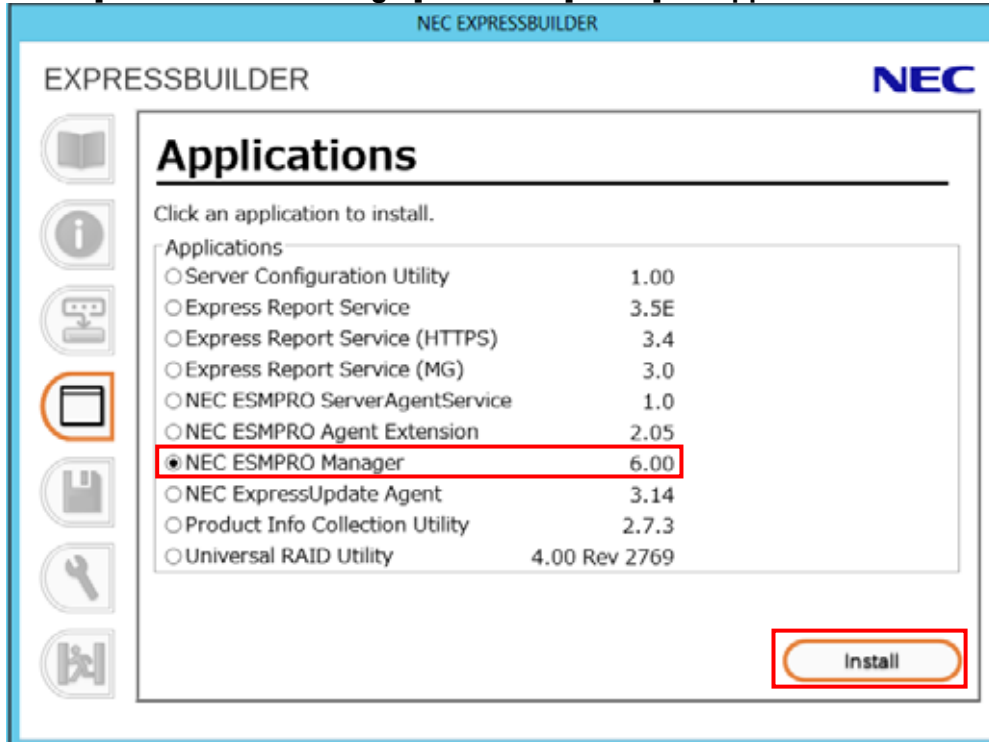 NEC EXPRESSBUILDER
EXPRESSBUILDER NEC
Applications
Click an application to install.
Applications
Server Configuration Utility 1.00
Express Report Service 3.5E
Express Report Service (HTTPS) 3.4
Express Report Service (MG) 3.0
NEC ESMPRO ServerAgentService 1.0
NEC ESMPRO Agent Extension 2.05
NEC ESMPRO Manager 6.00
NEC ExpressUpdate Agent 3.14
Product Info Collection Utility 2.7.3
Universal RAID Utility 4.00 Rev 2769
Install